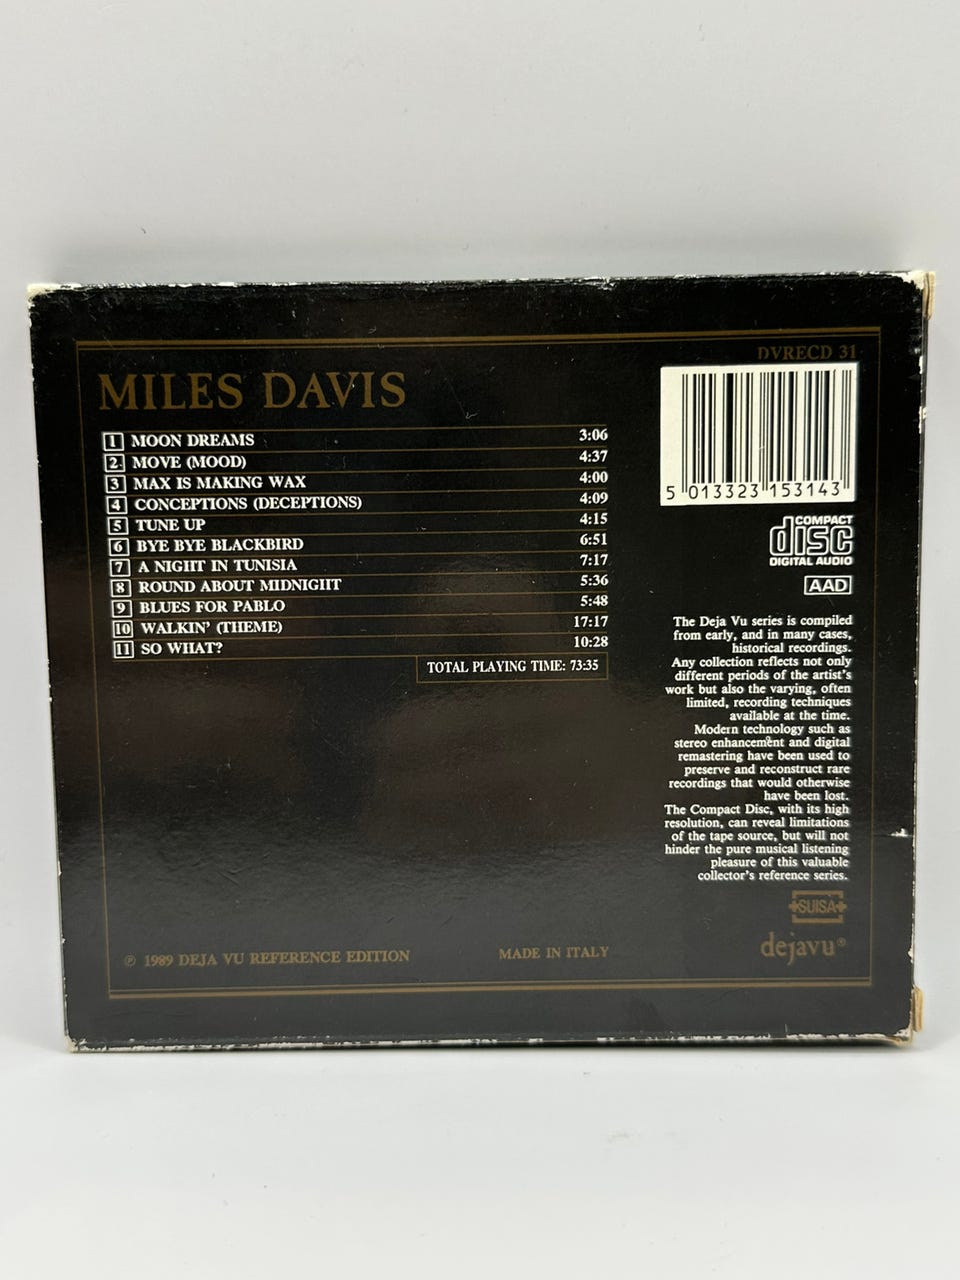 DVRECD 31
MILES DAVIS
1 MOON DREAMS 3:06
2 MOVE (MOOD) 4:37
3 MAX IS MAKING WAX 4:00
4 CONCEPTIONS (DECEPTIONS) 4:09
5 TUNE UP 4:15
6 BYE BYE BLACKBIRD 6:51
7 A NIGHT IN TUNISIA 7:17
8 ROUND ABOUT MIDNIGHT 5:36
9 BLUES FOR PABLO 5:48
10 WALKIN' (THEME) 17:17
11 SO WHAT? 10:28
TOTAL PLAYING TIME: 73:35
5 013323 153143
COMPACT
disc
DIGITAL AUDIO
AAD
The Deja Vu series is compiled
from early, and in many cases,
historical recordings.
Any collection reflects not only
different periods of the artist's
work but also the varying, often
limited, recording techniques
available at the time.
Modern technology such as
stereo enhancement and digital
remastering have been used to
preserve and reconstruct rare
recordings that would otherwise
have been lost.
The Compact Disc, with its high
resolution, can reveal limitations
of the tape source, but will not
hinder the pure musical listening
pleasure of this valuable
collector's reference series.
SUISA
dejavu®
℗ 1989 DEJA VU REFERENCE EDITION
MADE IN ITALY